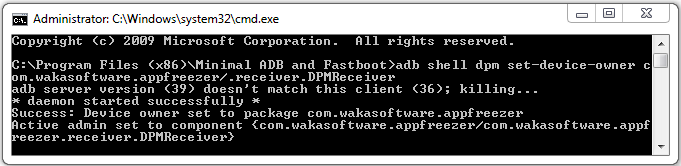 Administrator: C:\Windows\system32\cmd.exe
Copyright (c) 2009 Microsoft Corporation.  All rights reserved.
C:\Program Files (x86)\Minimal ADB and Fastboot>adb shell dpm set-device-owner c
om.wakasoftware.appfreezer/.receiver.DPMReceiver
adb server version (39) doesn't match this client (36); killing...
* daemon started successfully *
Success: Device owner set to package com.wakasoftware.appfreezer
Active admin set to component {com.wakasoftware.appfreezer/com.wakasoftware.appf
reezer.receiver.DPMReceiver}